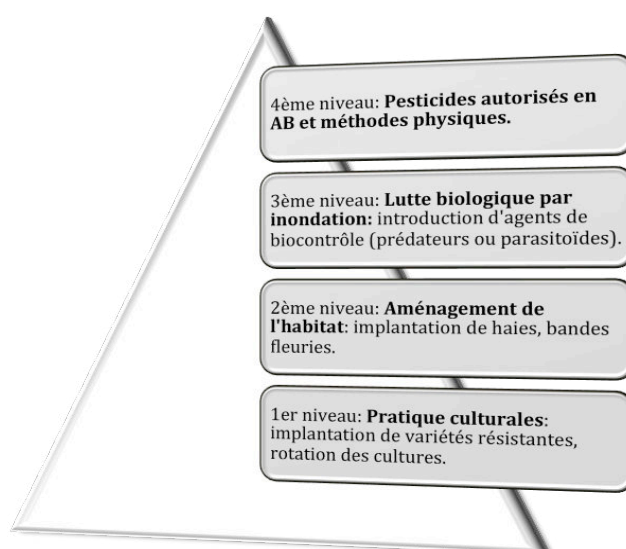 4ème niveau: Pesticides autorisés en
AB et méthodes physiques.
3ème niveau: Lutte biologique par
inondation: introduction d'agents de
biocontrôle (prédateurs ou parasitoïdes).
2ème niveau: Aménagement de
l'habitat: implantation de haies, bandes
fleuries.
1er niveau: Pratique culturales:
implantation de variétés résistantes,
rotation des cultures.